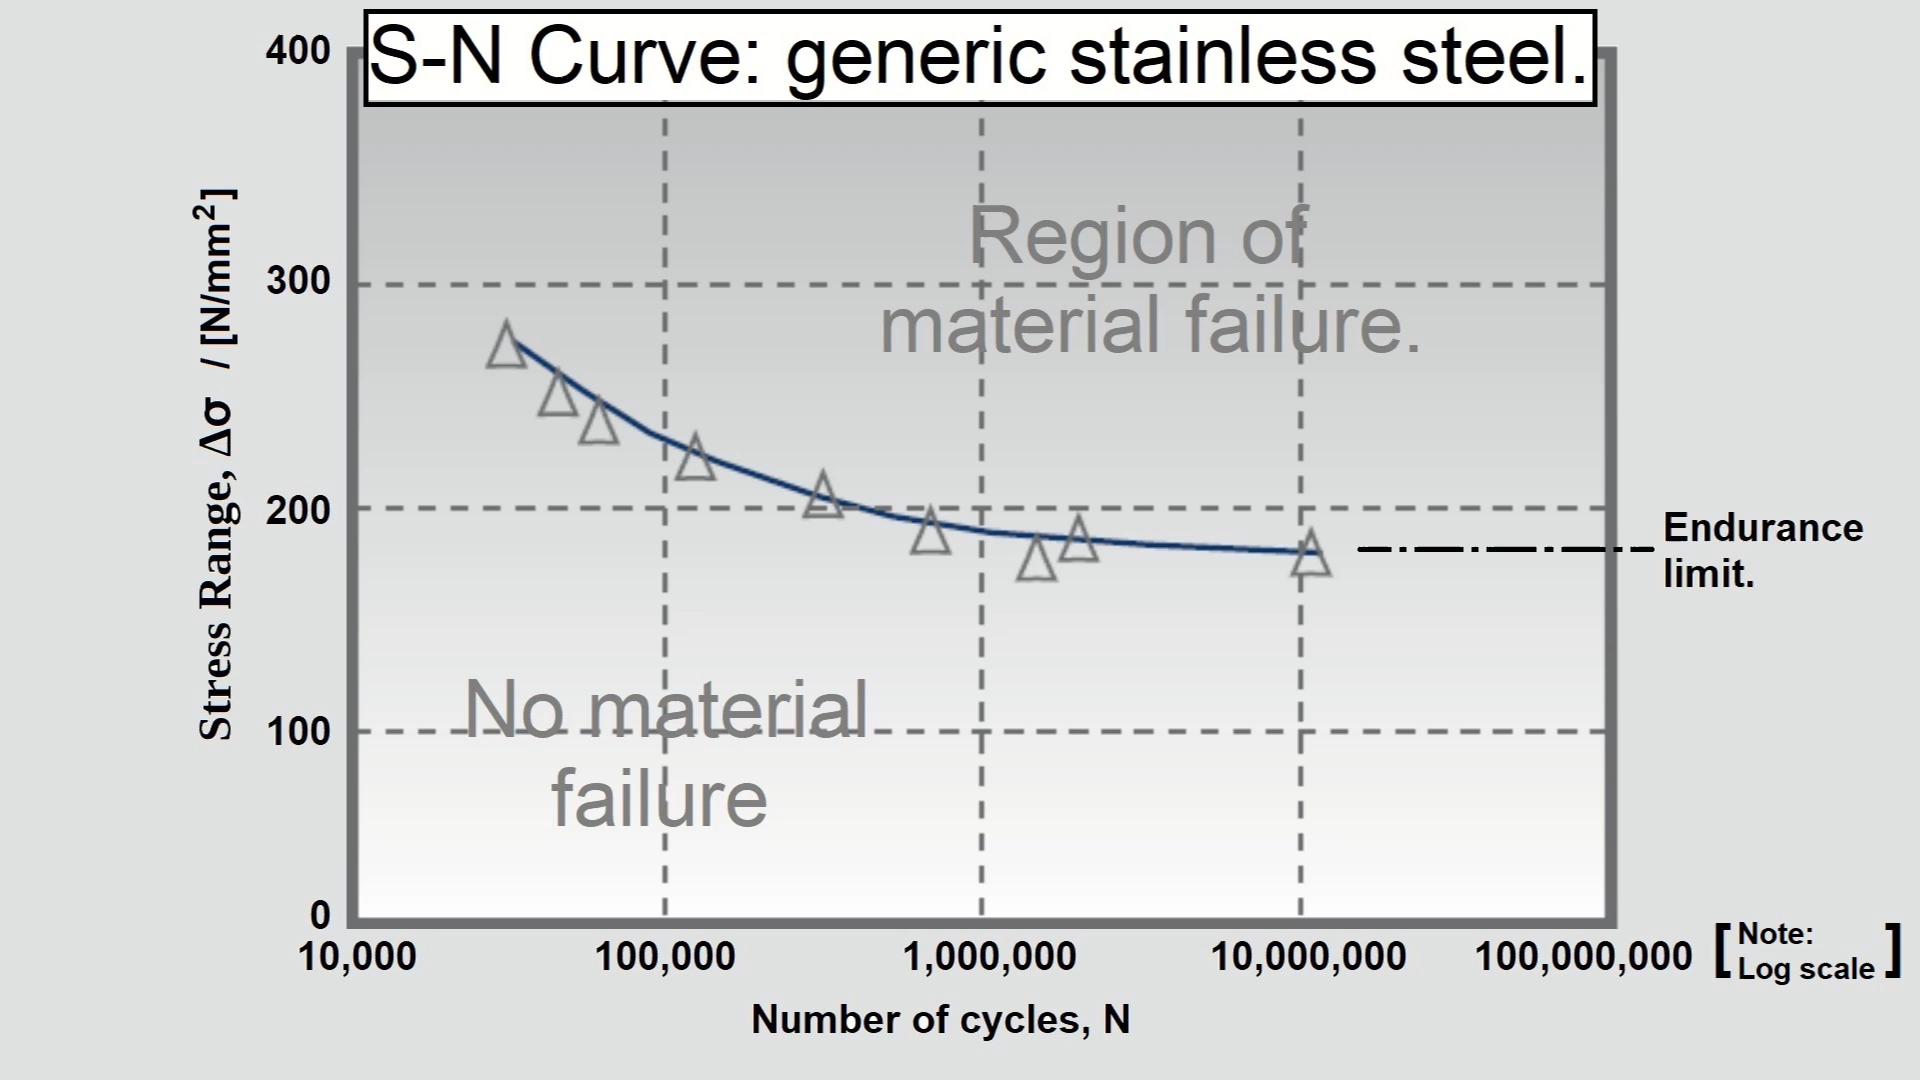 S-N Curve: generic stainless steel.
400
300
200
100
0
Stress Range, Δσ / [N/mm²]
Region of
material failure.
No material
failure
Endurance
limit.
10,000 100,000 1,000,000 10,000,000 100,000,000
[Note:
Log scale]
Number of cycles, N